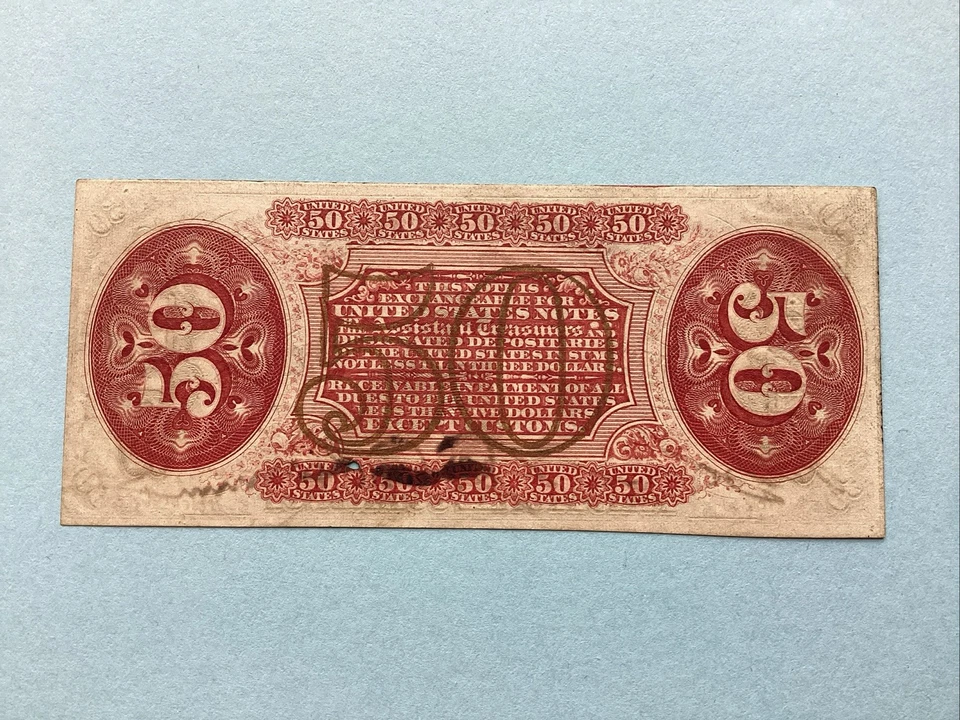 UNITED UNITED UNITED UNITED UNITED
50 50 50 50 50
STATES STATES STATES STATES STATES
50
THIS NOTE IS
EXCHANGEABLE FOR
UNITED STATES NOTES
Assistant Treasurers &
DESIGNATED DEPOSITARIES
OF THE UNITED STATES IN SUMS
NOT LESS THAN THREE DOLLARS.
RECEIVABLE IN PAYMENT OF ALL
DUES TO THE UNITED STATES
LESS THAN FIVE DOLLARS
EXCEPT CUSTOMS.
50
50
UNITED UNITED UNITED UNITED UNITED
50 50 50 50 50
STATES STATES STATES STATES STATES